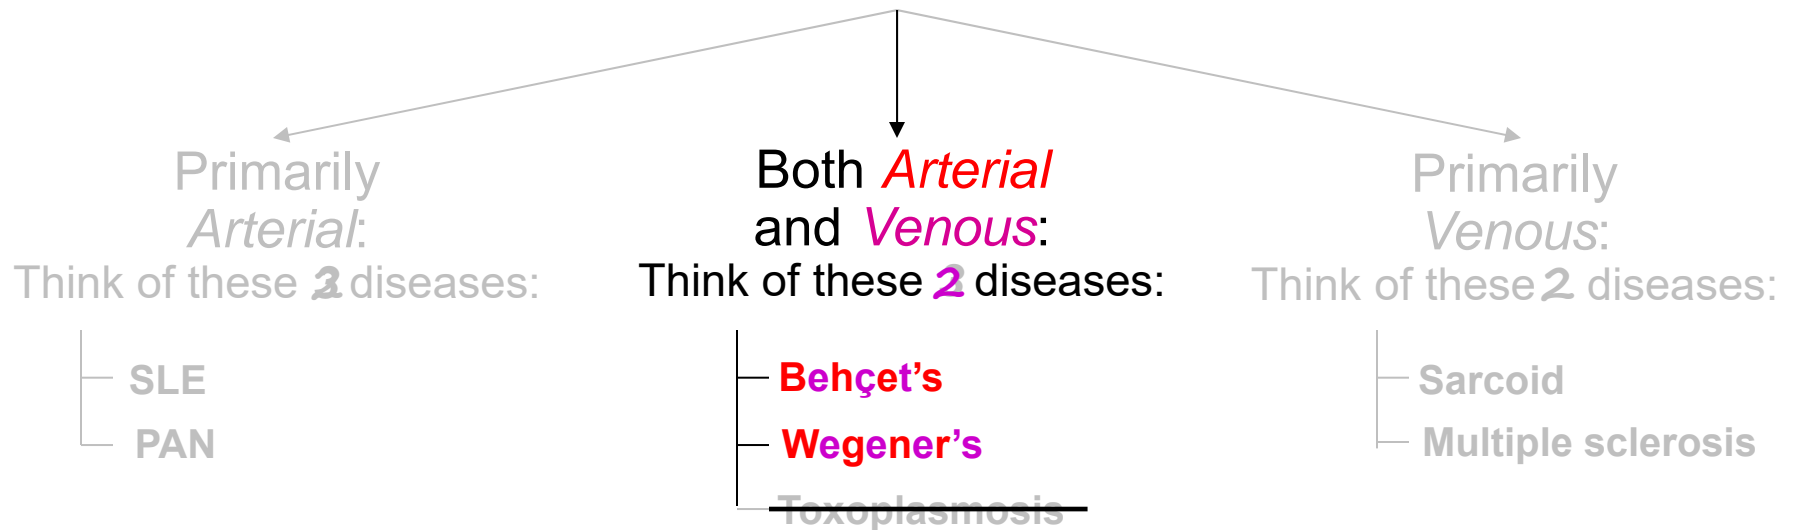 Primarily
Arterial:
Think of these 2 diseases:
SLE
PAN
Both Arterial
and Venous:
Think of these 2 diseases:
Behçet’s
Wegener’s
Toxoplasmosis
Primarily
Venous:
Think of these 2 diseases:
Sarcoid
Multiple sclerosis